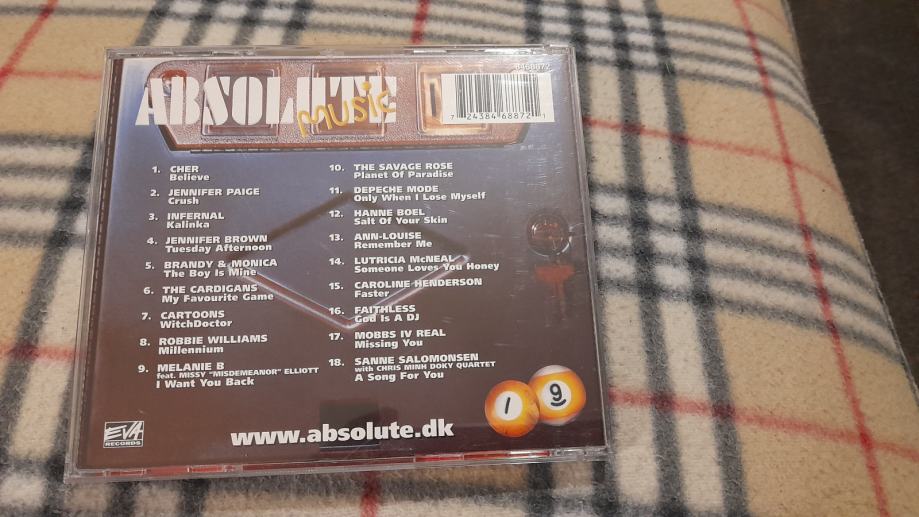 ABSOLUTE
Music
8468872
7 24384 68872 1
1. CHER
Believe
2. JENNIFER PAIGE
Crush
3. INFERNAL
Kalinka
4. JENNIFER BROWN
Tuesday Afternoon
5. BRANDY & MONICA
The Boy Is Mine
6. THE CARDIGANS
My Favourite Game
7. CARTOONS
WitchDoctor
8. ROBBIE WILLIAMS
Millennium
9. MELANIE B
feat. MISSY "MISDEMEANOR" ELLIOTT
I Want You Back
10. THE SAVAGE ROSE
Planet Of Paradise
11. DEPECHE MODE
Only When I Lose Myself
12. HANNE BOEL
Salt Of Your Skin
13. ANN-LOUISE
Remember Me
14. LUTRICIA McNEAL
Someone Loves You Honey
15. CAROLINE HENDERSON
Faster
16. FAITHLESS
God Is A DJ
17. MOBBS IV REAL
Missing You
18. SANNE SALOMONSEN
with CHRIS MINH DOKY QUARTET
A Song For You
1 9
EVA
RECORDS
www.absolute.dk